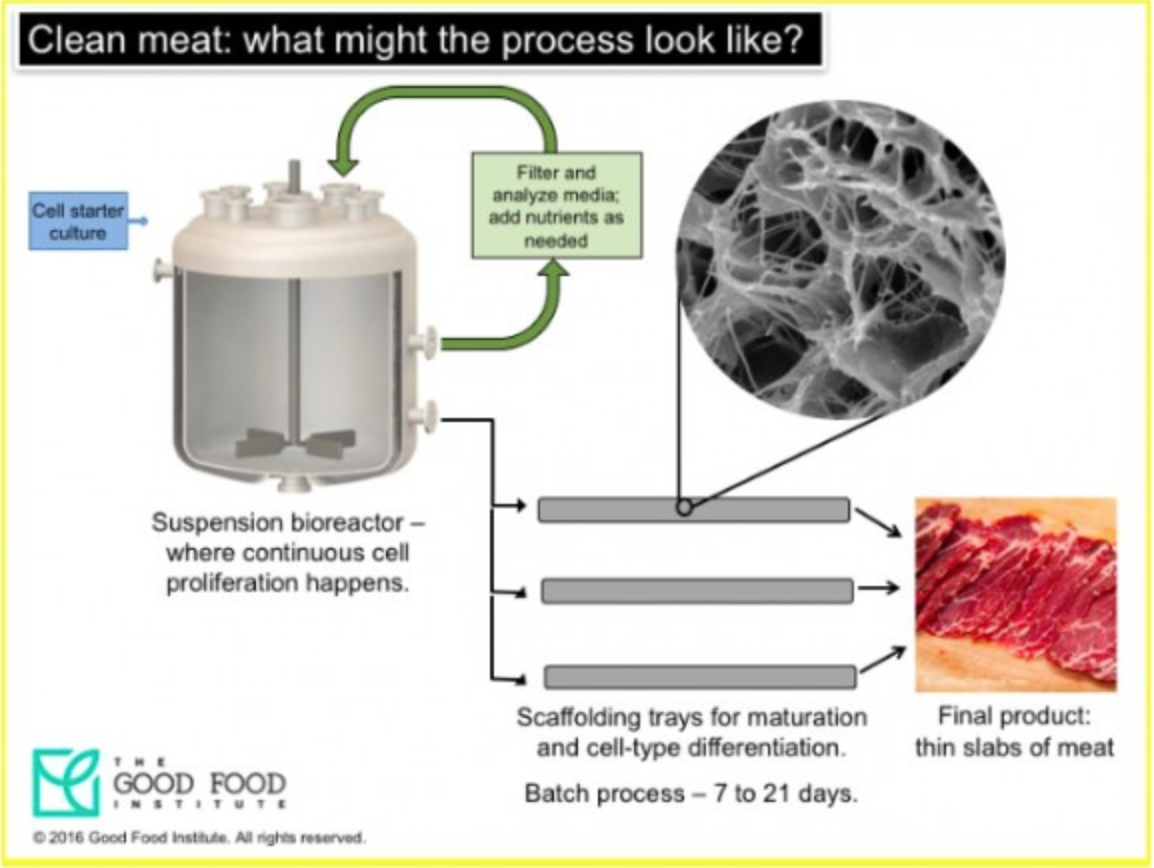 Clean meat: what might the process look like?
Cell starter
culture
Filter and
analyze media;
add nutrients as
needed
Suspension bioreactor –
where continuous cell
proliferation happens.
Scaffolding trays for maturation
and cell-type differentiation.
Batch process – 7 to 21 days.
Final product:
thin slabs of meat
THE
GOOD FOOD
INSTITUTE
© 2016 Good Food Institute. All rights reserved.